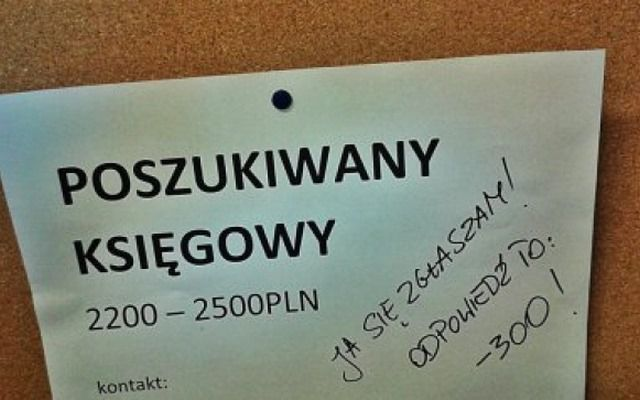 POSZUKIWANY
KSIĘGOWY
2200 – 2500PLN
kontakt:
JA SIĘ ZGŁASZAM!
ODPOWIEDŹ TO:
-300!